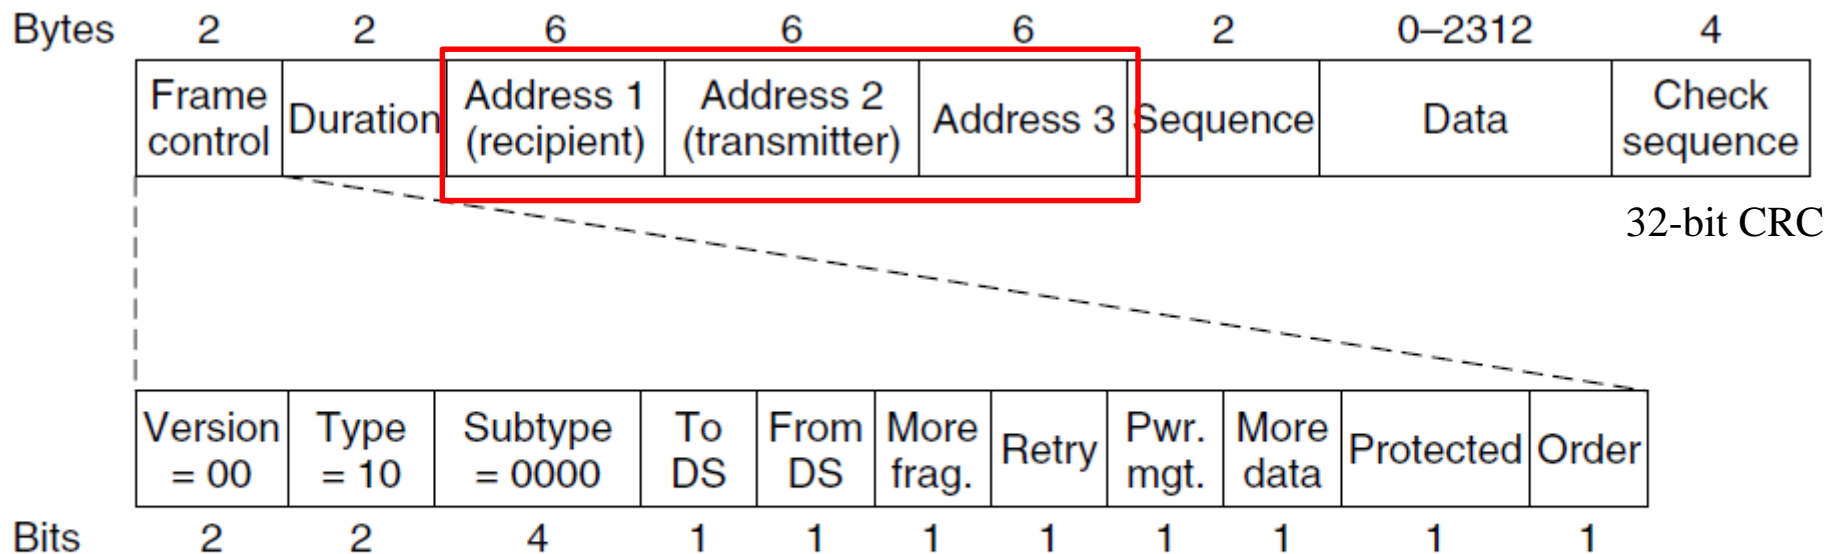 Bytes 2 2 6 6 6 2 0–2312 4
Frame control Duration Address 1 (recipient) Address 2 (transmitter) Address 3 Sequence Data Check sequence
32-bit CRC
Version = 00 Type = 10 Subtype = 0000 To DS From DS More frag. Retry Pwr. mgt. More data Protected Order
Bits 2 2 4 1 1 1 1 1 1 1 1